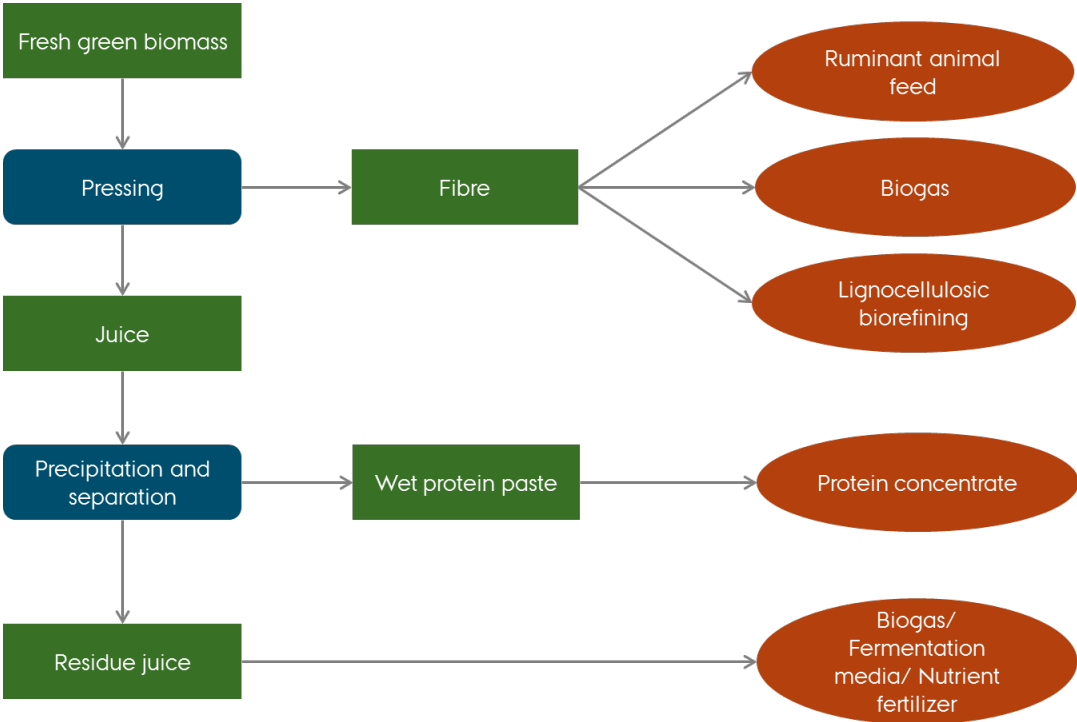 Fresh green biomass
Ruminant animal
feed
Pressing
Fibre
Biogas
Lignocellulosic
biorefining
Juice
Precipitation and
separation
Wet protein paste
Protein concentrate
Residue juice
Biogas/
Fermentation
media/ Nutrient
fertilizer